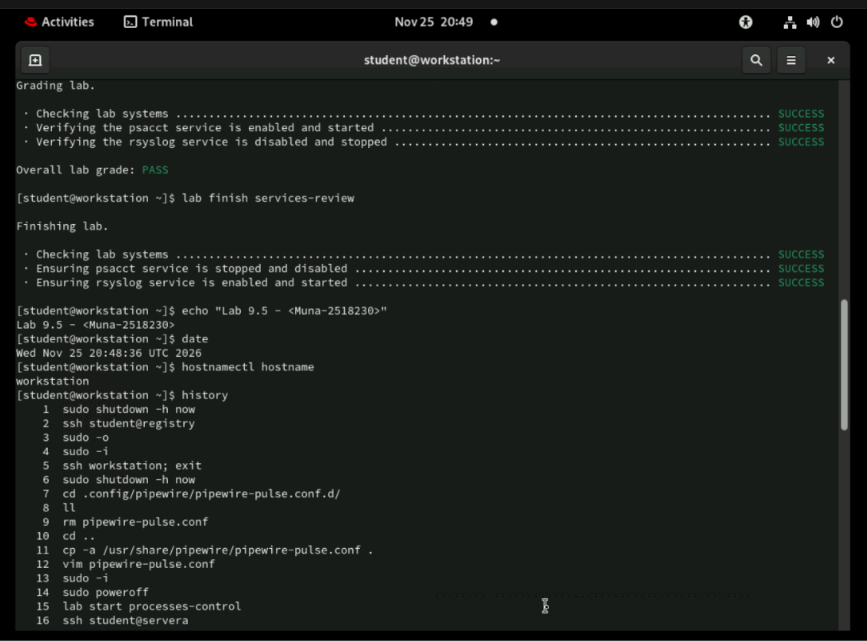 Activities Terminal Nov 25 20:49
student@workstation:~
Grading lab.
· Checking lab systems ........................................................................................... SUCCESS
· Verifying the psacct service is enabled and started ........................................................... SUCCESS
· Verifying the rsyslog service is disabled and stopped ......................................................... SUCCESS
Overall lab grade: PASS
[student@workstation ~]$ lab finish services-review
Finishing lab.
· Checking lab systems ........................................................................................... SUCCESS
· Ensuring psacct service is stopped and disabled ............................................................... SUCCESS
· Ensuring rsyslog service is enabled and started ............................................................... SUCCESS
[student@workstation ~]$ echo "Lab 9.5 - <Muna-2518230>"
Lab 9.5 - <Muna-2518230>
[student@workstation ~]$ date
Wed Nov 25 20:48:36 UTC 2026
[student@workstation ~]$ hostnamectl hostname
workstation
[student@workstation ~]$ history
1 sudo shutdown -h now
2 ssh student@registry
3 sudo -o
4 sudo -i
5 ssh workstation; exit
6 sudo shutdown -h now
7 cd .config/pipewire/pipewire-pulse.conf.d/
8 ll
9 rm pipewire-pulse.conf
10 cd ..
11 cp -a /usr/share/pipewire/pipewire-pulse.conf .
12 vim pipewire-pulse.conf
13 sudo -i
14 sudo poweroff
15 lab start processes-control
16 ssh student@servera